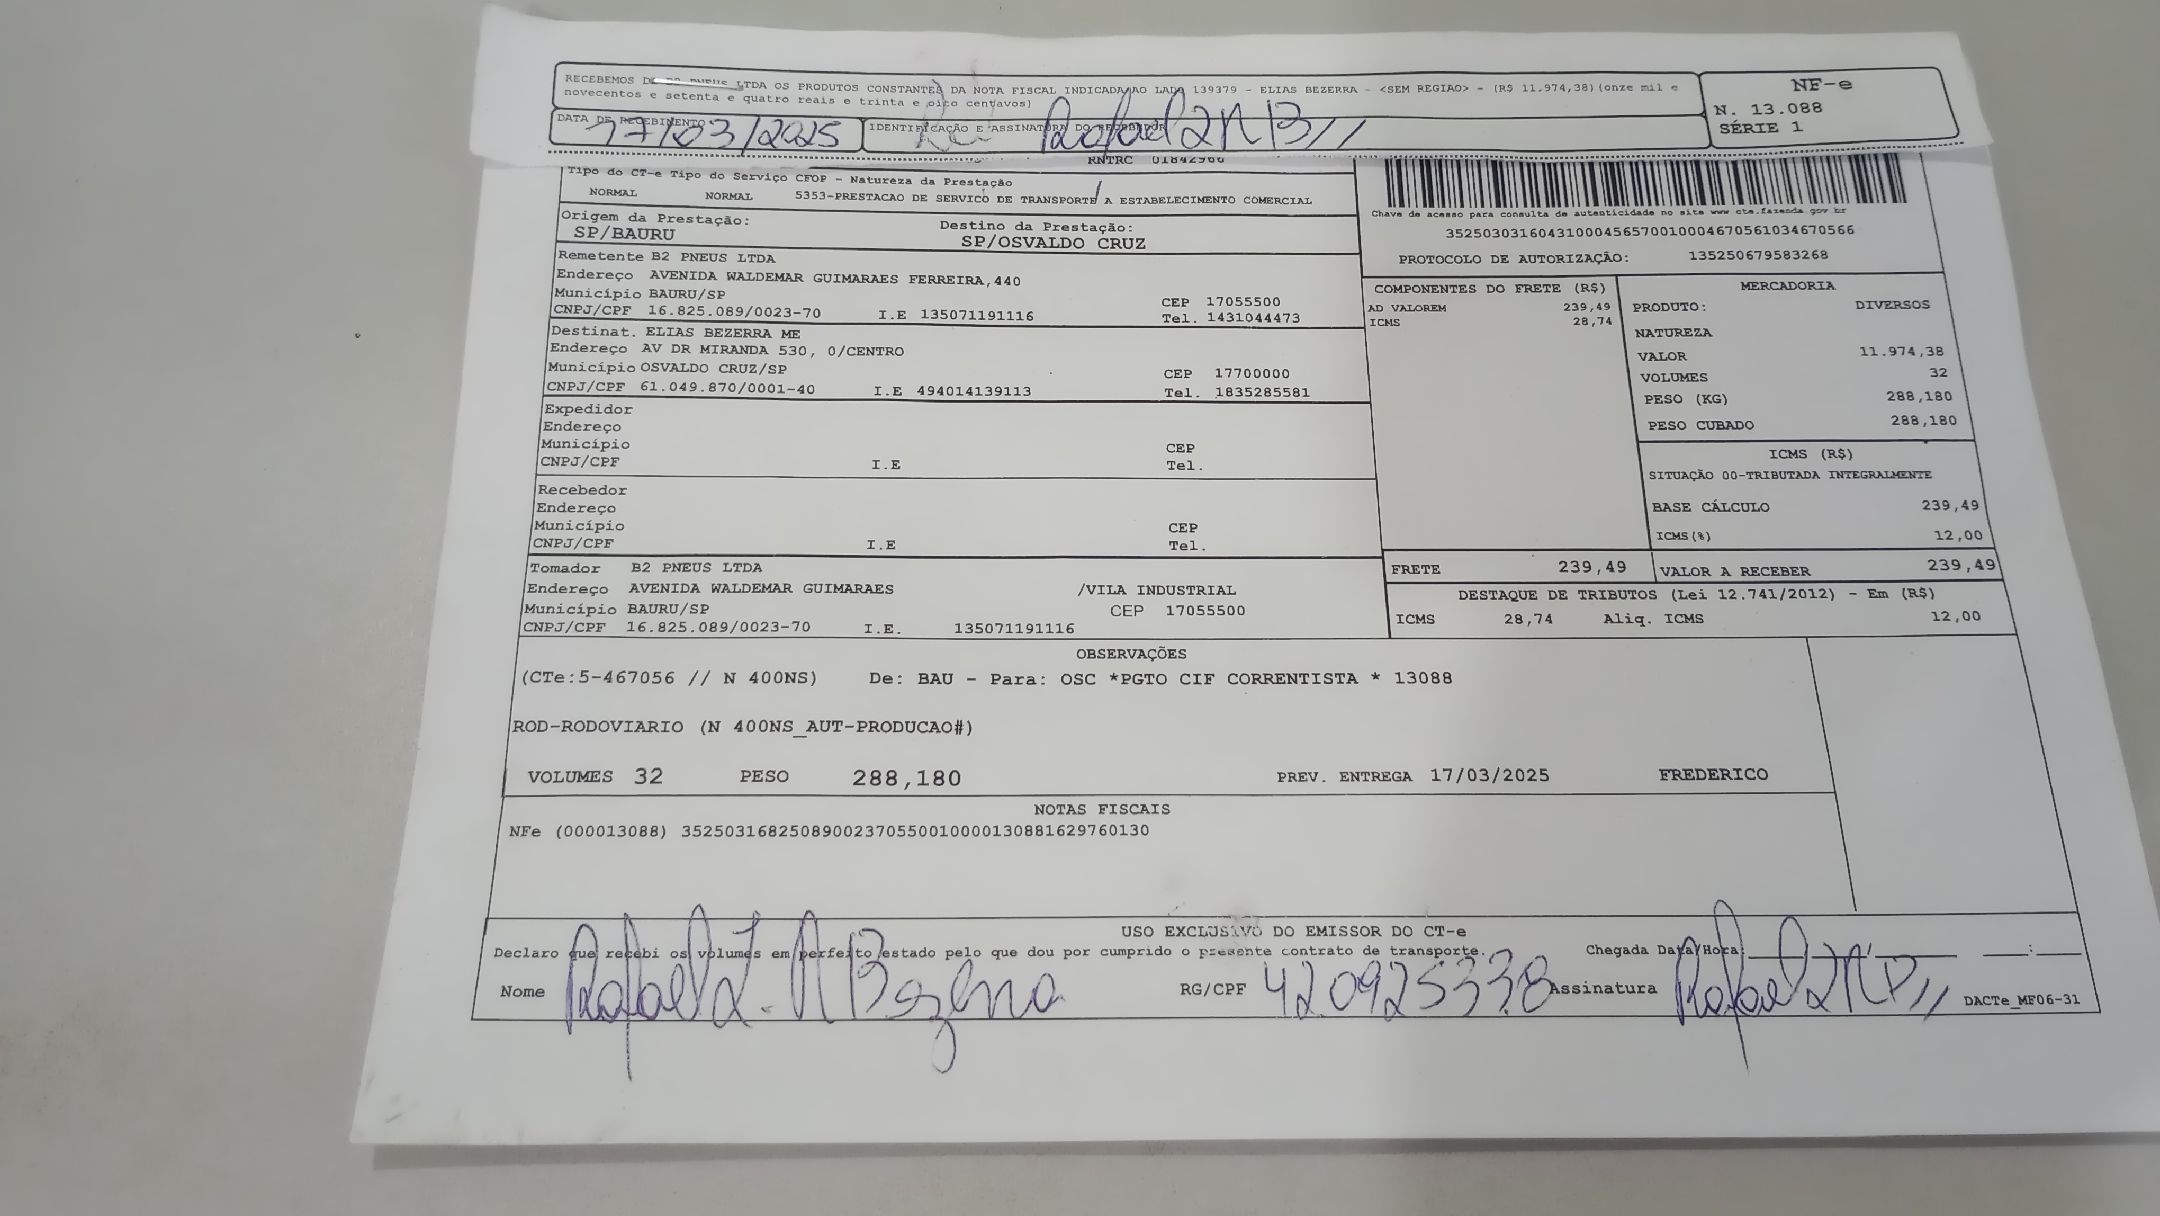 RECEBEMOS DE B2 PNEUS LTDA OS PRODUTOS CONSTANTES DA NOTA FISCAL INDICADA AO LADO 139379 - ELIAS BEZERRA - <SEM REGIAO> - (R$ 11.974,38)(onze mil e
novecentos e setenta e quatro reais e trinta e oito centavos)
NF-e
N. 13.088
SÉRIE 1
DATA DE RECEBIMENTO
17/03/2025
IDENTIFICAÇÃO E ASSINATURA DO RECEBEDOR
Rafael
RNTRC 01842966
Tipo do CT-e Tipo do Serviço CFOP - Natureza da Prestação
NORMAL NORMAL 5353-PRESTACAO DE SERVICO DE TRANSPORTE A ESTABELECIMENTO COMERCIAL
Chave de acesso para consulta de autenticidade no site www cte.fazenda.gov br
35250303160431000456570010004670561034670566
PROTOCOLO DE AUTORIZAÇÃO: 135250679583268
Origem da Prestação: Destino da Prestação:
SP/BAURU SP/OSVALDO CRUZ
Remetente B2 PNEUS LTDA
Endereço AVENIDA WALDEMAR GUIMARAES FERREIRA,440
Município BAURU/SP CEP 17055500
CNPJ/CPF 16.825.089/0023-70 I.E 135071191116 Tel. 1431044473
Destinat. ELIAS BEZERRA ME
Endereço AV DR MIRANDA 530, 0/CENTRO
Município OSVALDO CRUZ/SP CEP 17700000
CNPJ/CPF 61.049.870/0001-40 I.E 494014139113 Tel. 1835285581
Expedidor
Endereço
Município CEP
CNPJ/CPF I.E Tel.
Recebedor
Endereço
Município CEP
CNPJ/CPF I.E Tel.
Tomador B2 PNEUS LTDA
Endereço AVENIDA WALDEMAR GUIMARAES /VILA INDUSTRIAL
Município BAURU/SP CEP 17055500
CNPJ/CPF 16.825.089/0023-70 I.E. 135071191116
COMPONENTES DO FRETE (R$)
AD VALOREM 239,49
ICMS 28,74
MERCADORIA
PRODUTO: DIVERSOS
NATUREZA
VALOR 11.974,38
VOLUMES 32
PESO (KG) 288,180
PESO CUBADO 288,180
ICMS (R$)
SITUAÇÃO 00-TRIBUTADA INTEGRALMENTE
BASE CÁLCULO 239,49
ICMS(%) 12,00
FRETE 239,49 VALOR A RECEBER 239,49
DESTAQUE DE TRIBUTOS (Lei 12.741/2012) - Em (R$)
ICMS 28,74 Aliq. ICMS 12,00
OBSERVAÇÕES
(CTe:5-467056 // N 400NS) De: BAU - Para: OSC *PGTO CIF CORRENTISTA * 13088
ROD-RODOVIARIO (N 400NS_AUT-PRODUCAO#)
VOLUMES 32 PESO 288,180 PREV. ENTREGA 17/03/2025 FREDERICO
NOTAS FISCAIS
NFe (000013088) 35250316825089002370550010000130881629760130
USO EXCLUSIVO DO EMISSOR DO CT-e
Declaro que recebi os volumes em perfeito estado pelo que dou por cumprido o presente contrato de transporte. Chegada Data/Hora:
Nome Rafael RG/CPF 420925338 Assinatura Rafael
DACTe_MF06-31